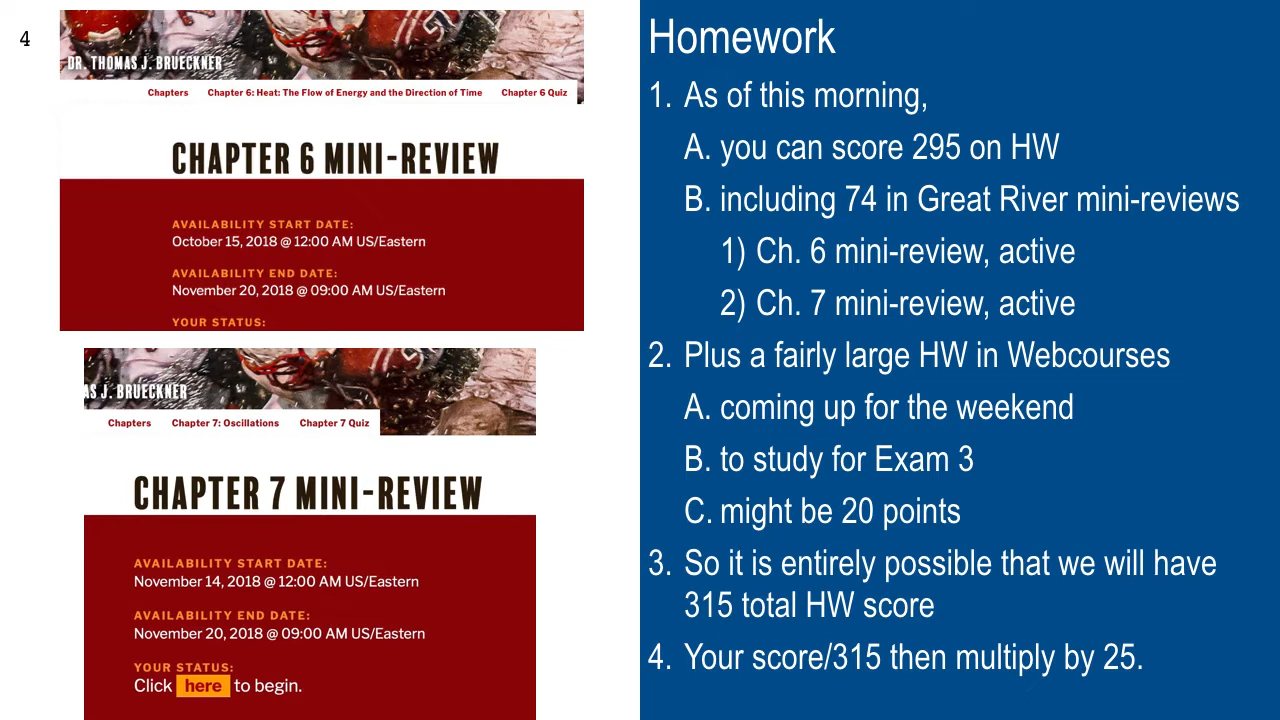 4
DR. THOMAS J. BRUECKNER
Chapters Chapter 6: Heat: The Flow of Energy and the Direction of Time Chapter 6 Quiz
CHAPTER 6 MINI-REVIEW
AVAILABILITY START DATE:
October 15, 2018 @ 12:00 AM US/Eastern
AVAILABILITY END DATE:
November 20, 2018 @ 09:00 AM US/Eastern
YOUR STATUS:
AS J. BRUECKNER
Chapters Chapter 7: Oscillations Chapter 7 Quiz
CHAPTER 7 MINI-REVIEW
AVAILABILITY START DATE:
November 14, 2018 @ 12:00 AM US/Eastern
AVAILABILITY END DATE:
November 20, 2018 @ 09:00 AM US/Eastern
YOUR STATUS:
Click here to begin.
Homework
1. As of this morning,
A. you can score 295 on HW
B. including 74 in Great River mini-reviews
1) Ch. 6 mini-review, active
2) Ch. 7 mini-review, active
2. Plus a fairly large HW in Webcourses
A. coming up for the weekend
B. to study for Exam 3
C. might be 20 points
3. So it is entirely possible that we will have
315 total HW score
4. Your score/315 then multiply by 25.